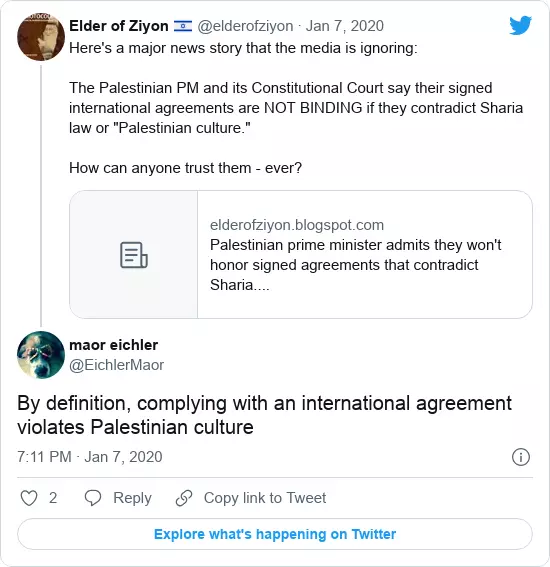 Elder of Ziyon 🇮🇱 @elderofziyon · Jan 7, 2020
Here's a major news story that the media is ignoring:
The Palestinian PM and its Constitutional Court say their signed
international agreements are NOT BINDING if they contradict Sharia
law or "Palestinian culture."
How can anyone trust them - ever?
elderofziyon.blogspot.com
Palestinian prime minister admits they won't
honor signed agreements that contradict
Sharia....
maor eichler
@EichlerMaor
By definition, complying with an international agreement
violates Palestinian culture
7:11 PM · Jan 7, 2020
2 Reply Copy link to Tweet
Explore what's happening on Twitter